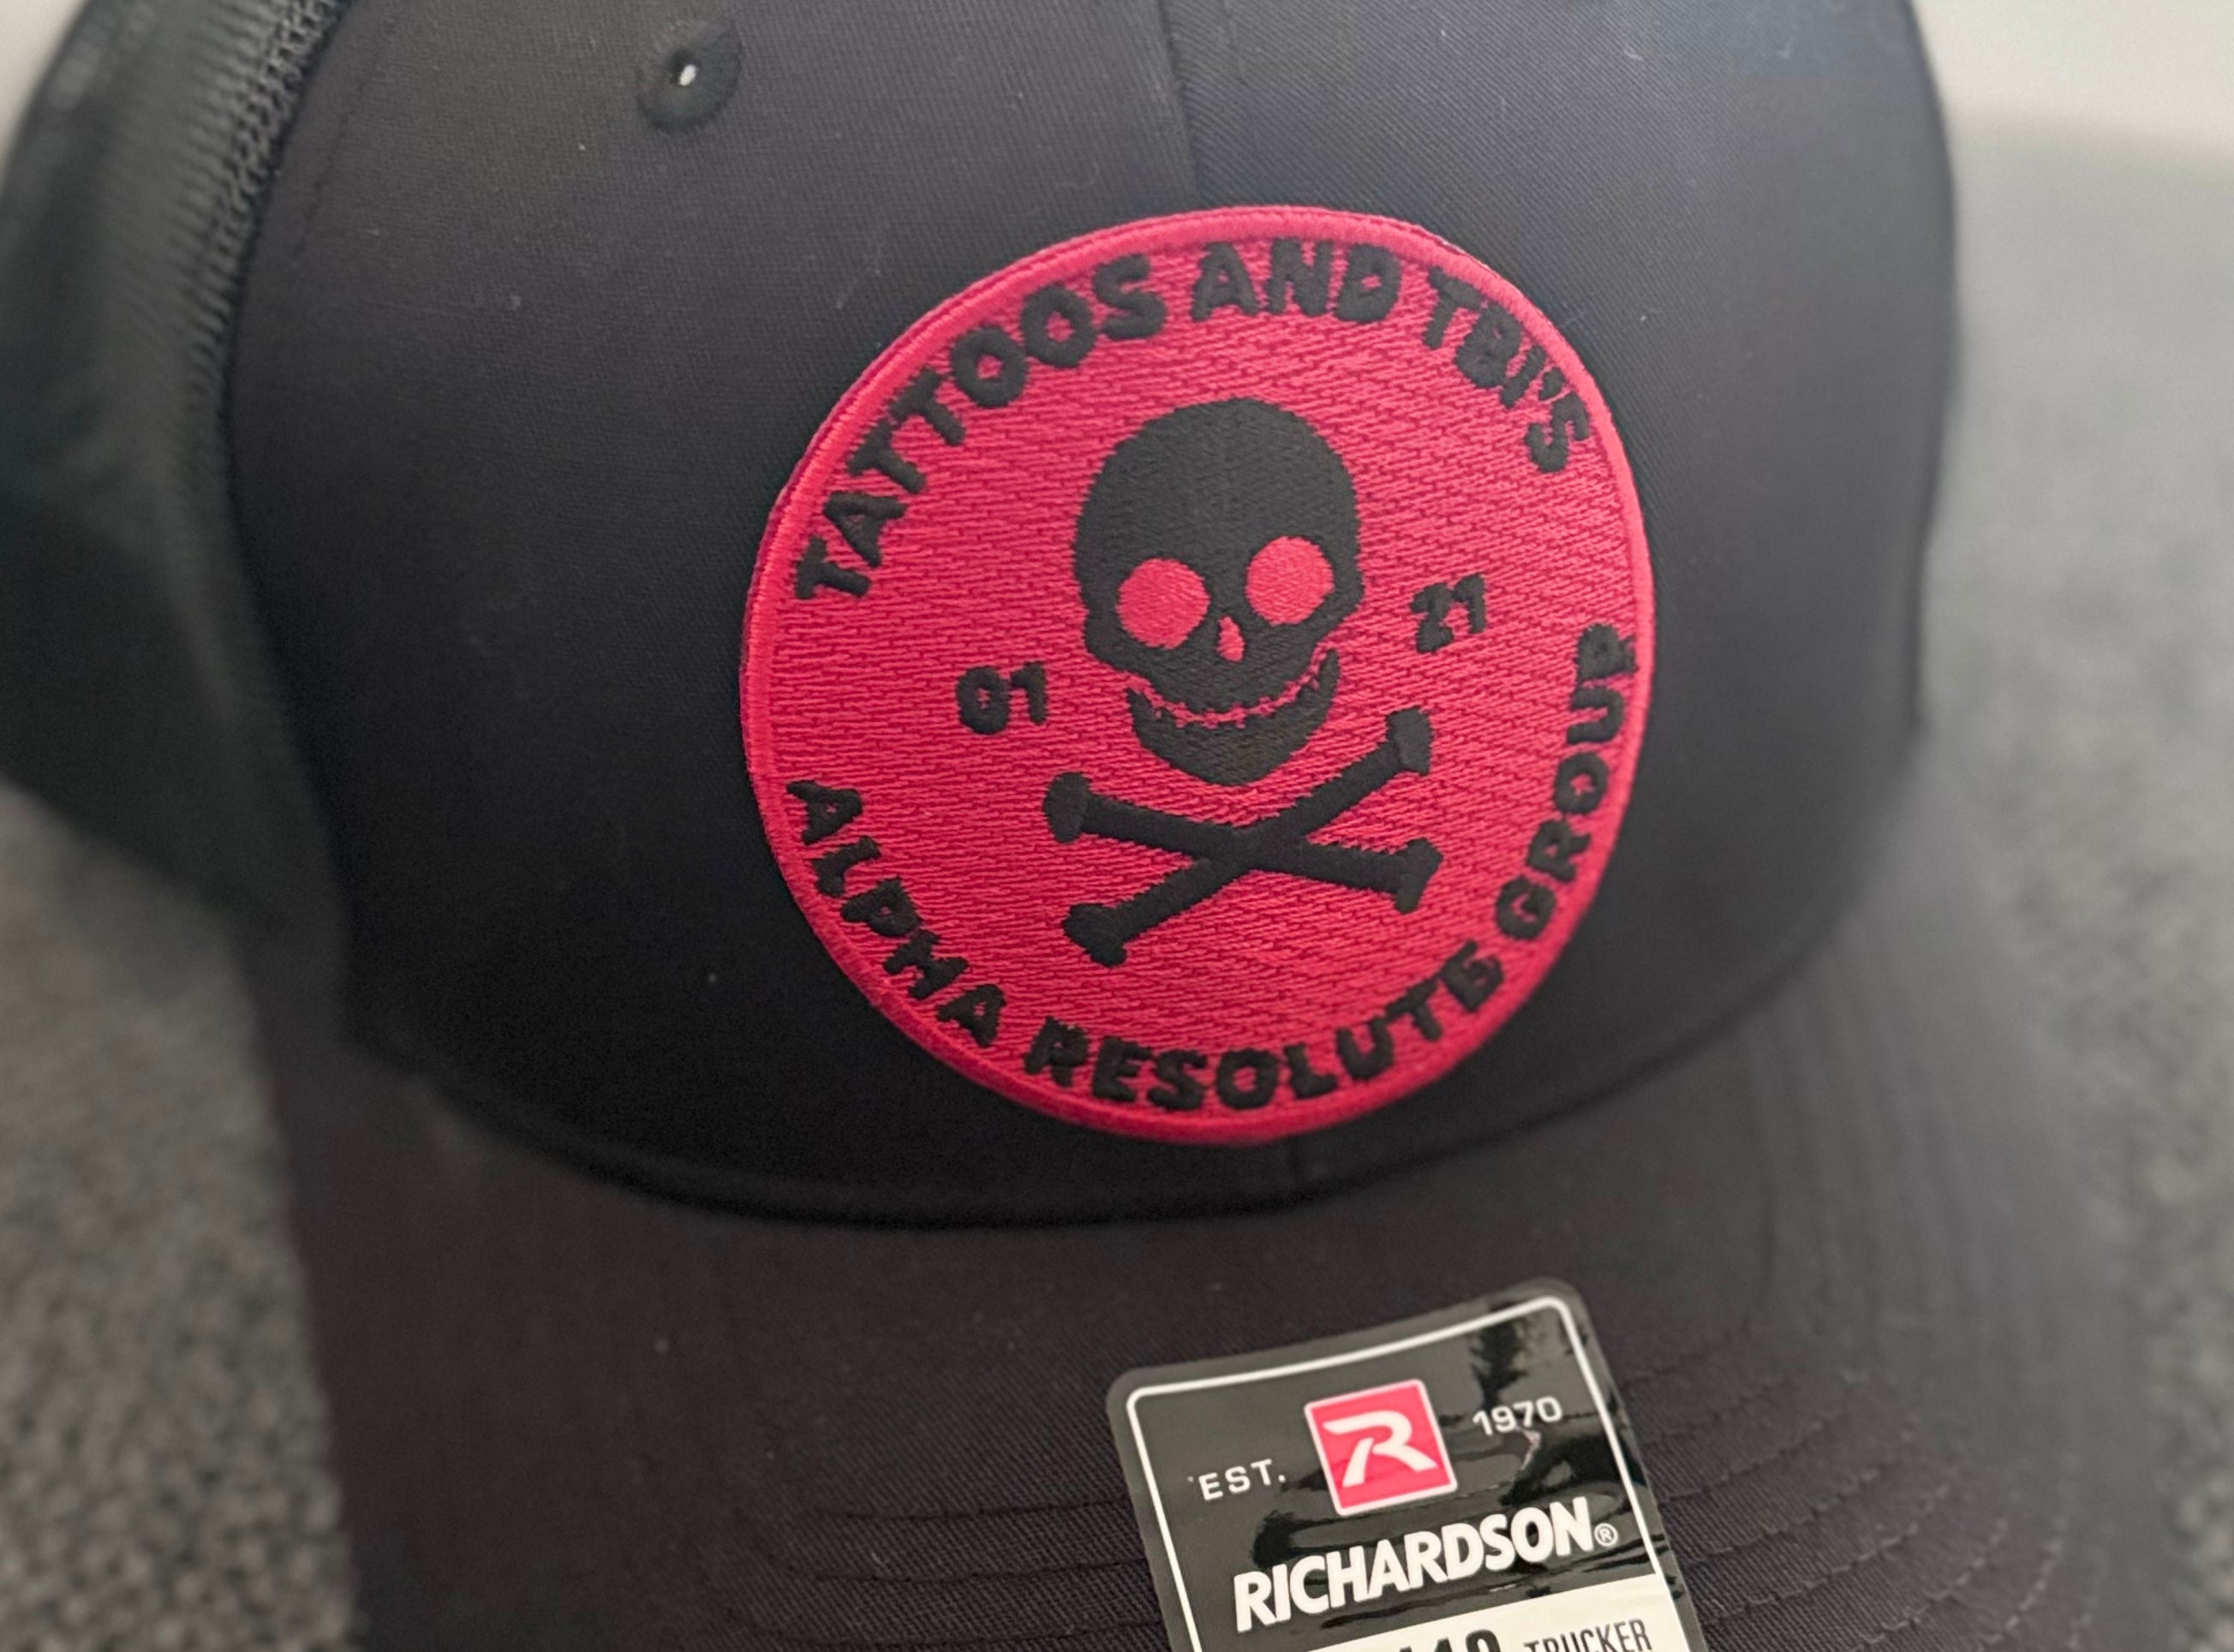 TATTOOS AND TBI'S
01 21
ALPHA RESOLUTE GROUP
EST. R 1970
RICHARDSON®
TRUCKER